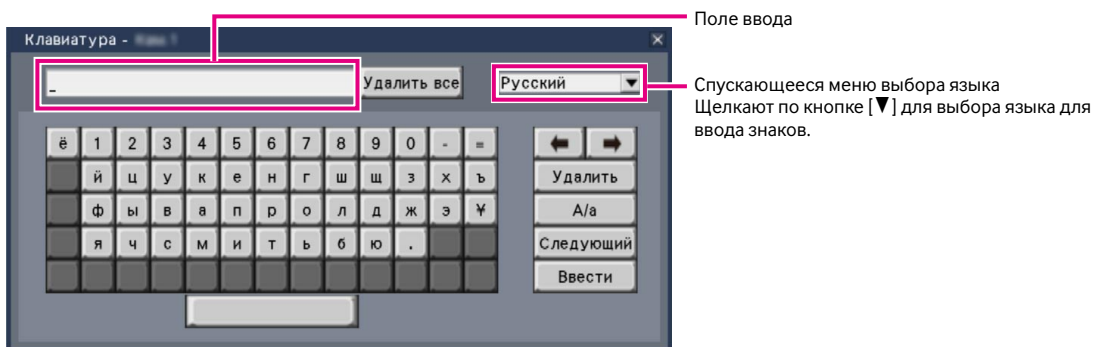 Поле ввода
Клавиатура -
_ Удалить все Русский ▼
Спускающееся меню выбора языка
Щелкают по кнопке [▼] для выбора языка для
ввода знаков.
ё 1 2 3 4 5 6 7 8 9 0 - =
й ц у к е н г ш щ з х ъ Удалить
ф ы в а п р о л д ж э ¥ A/a
я ч с м и т ь б ю . Следующий
Ввести